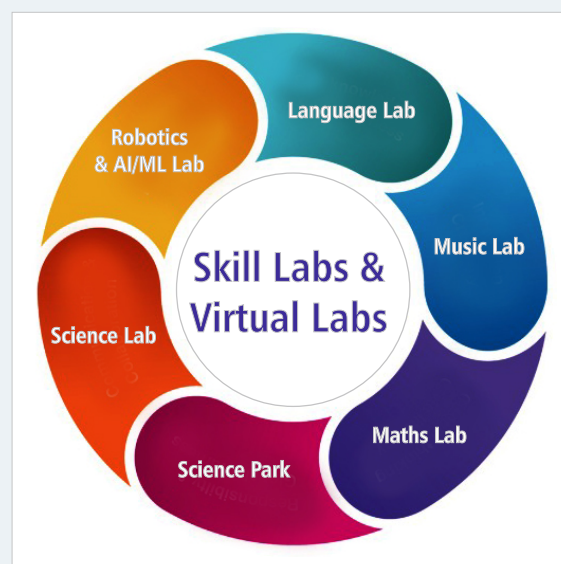 Skill Labs &
Virtual Labs
Language Lab
Music Lab
Maths Lab
Science Park
Science Lab
Robotics
& AI/ML Lab